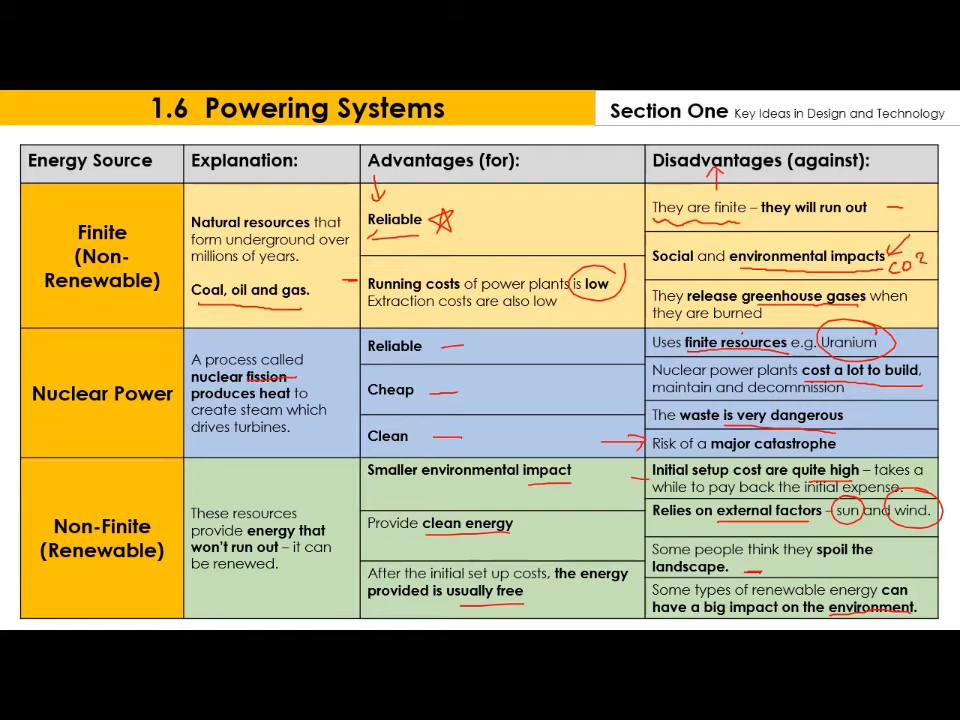 1.6 Powering Systems
Section One Key Ideas in Design and Technology
Energy Source
Explanation:
Advantages (for):
Disadvantages (against):
Finite
(Non-
Renewable)
Natural resources that
form underground over
millions of years.
Coal, oil and gas.
Reliable
Running costs of power plants is low
Extraction costs are also low
They are finite – they will run out
Social and environmental impacts
CO2
They release greenhouse gases when
they are burned
Nuclear Power
A process called
nuclear fission
produces heat to
create steam which
drives turbines.
Reliable
Cheap
Clean
Uses finite resources e.g. Uranium
Nuclear power plants cost a lot to build,
maintain and decommission
The waste is very dangerous
Risk of a major catastrophe
Non-Finite
(Renewable)
These resources
provide energy that
won't run out – it can
be renewed.
Smaller environmental impact
Provide clean energy
After the initial set up costs, the energy
provided is usually free
Initial setup cost are quite high – takes a
while to pay back the initial expense.
Relies on external factors – sun and wind.
Some people think they spoil the
landscape.
Some types of renewable energy can
have a big impact on the environment.